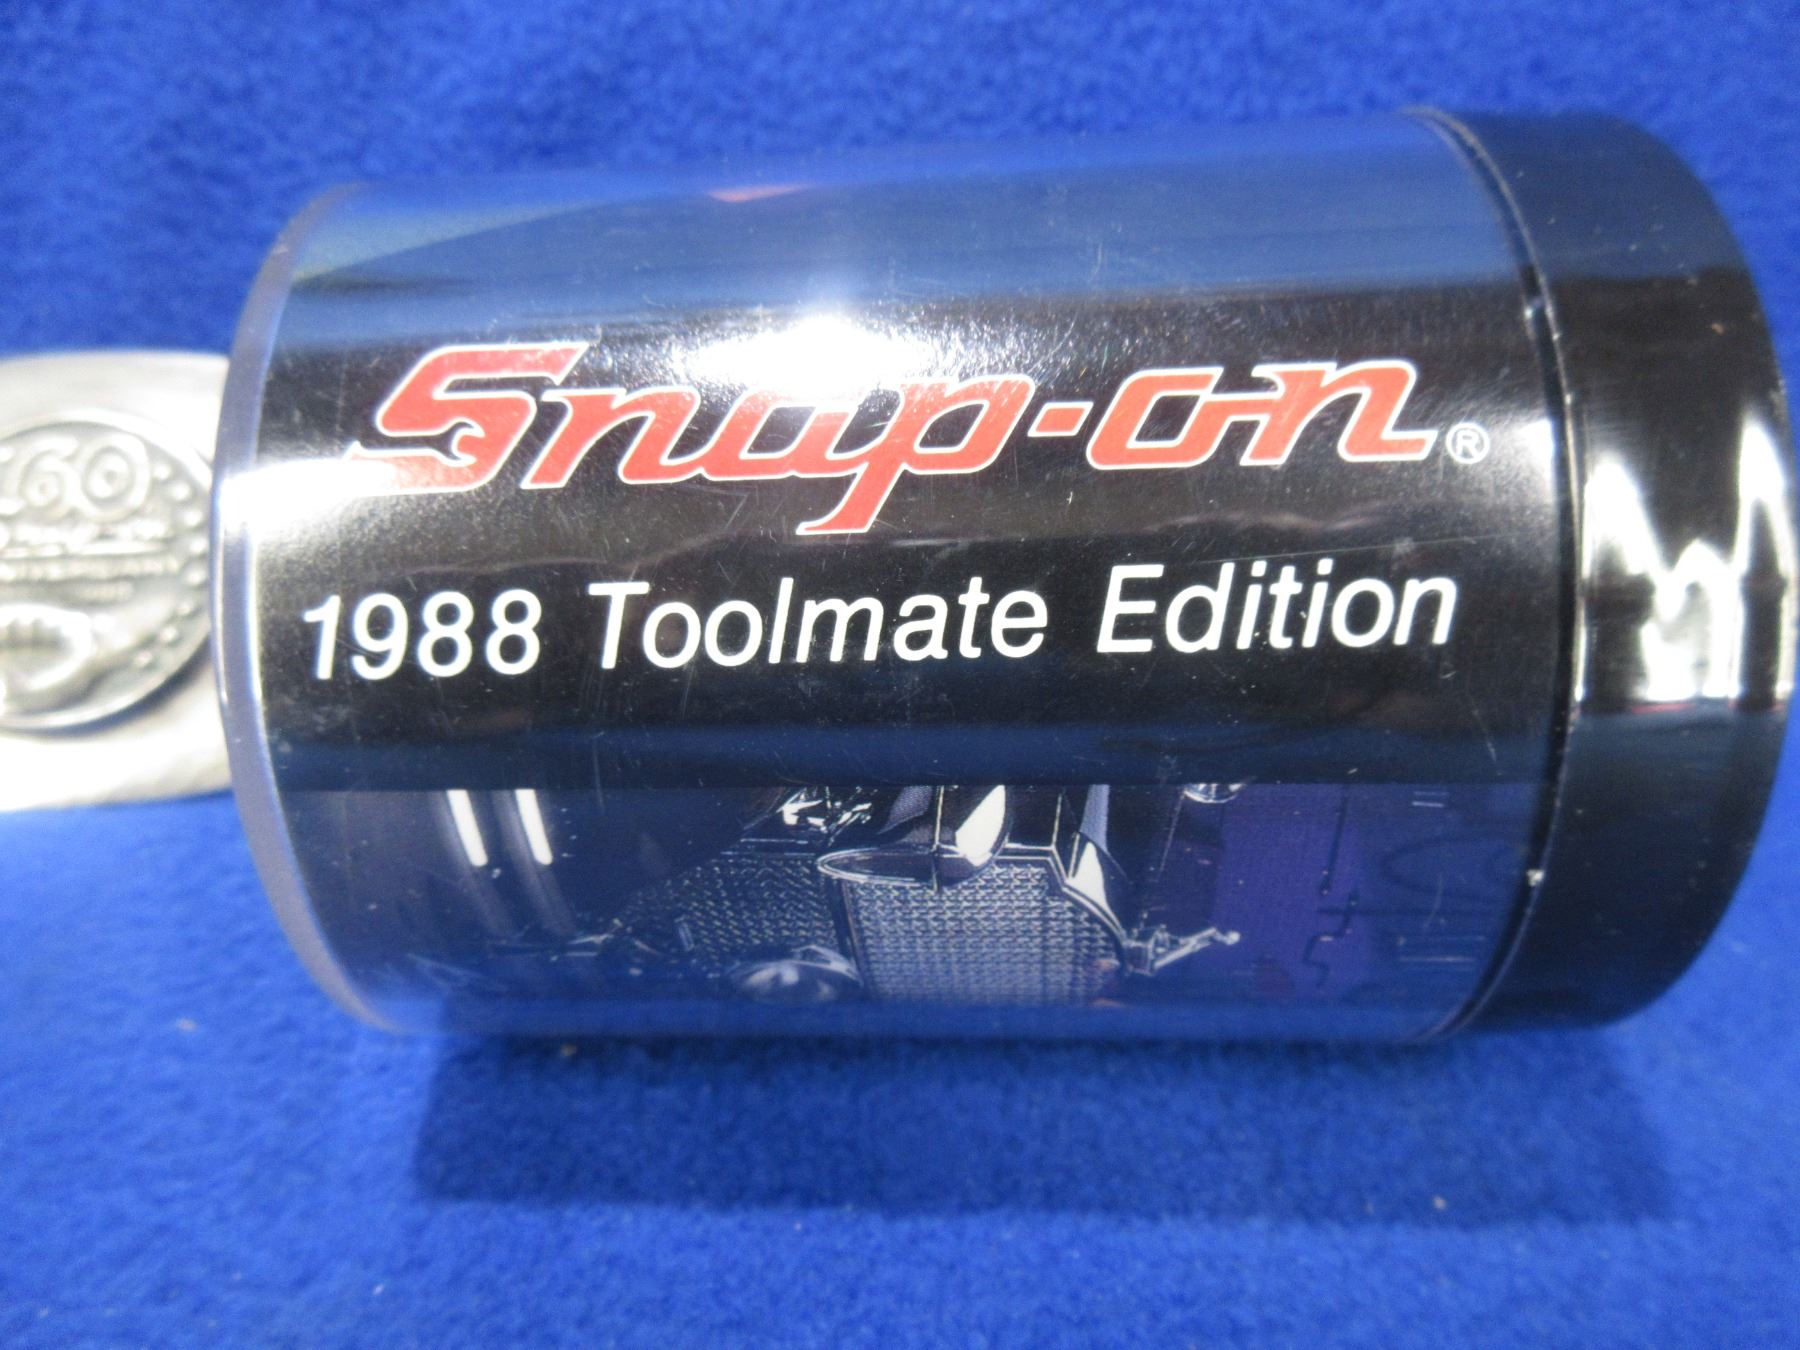 Snap-on®
1988 Toolmate Edition
60